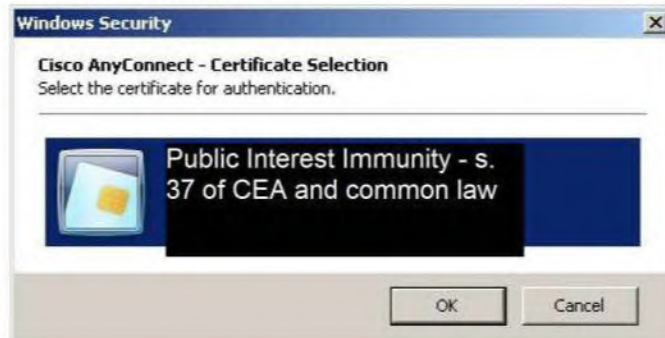 Windows Security
Cisco AnyConnect - Certificate Selection
Select the certificate for authentication.
Public Interest Immunity - s.
37 of CEA and common law
OK
Cancel